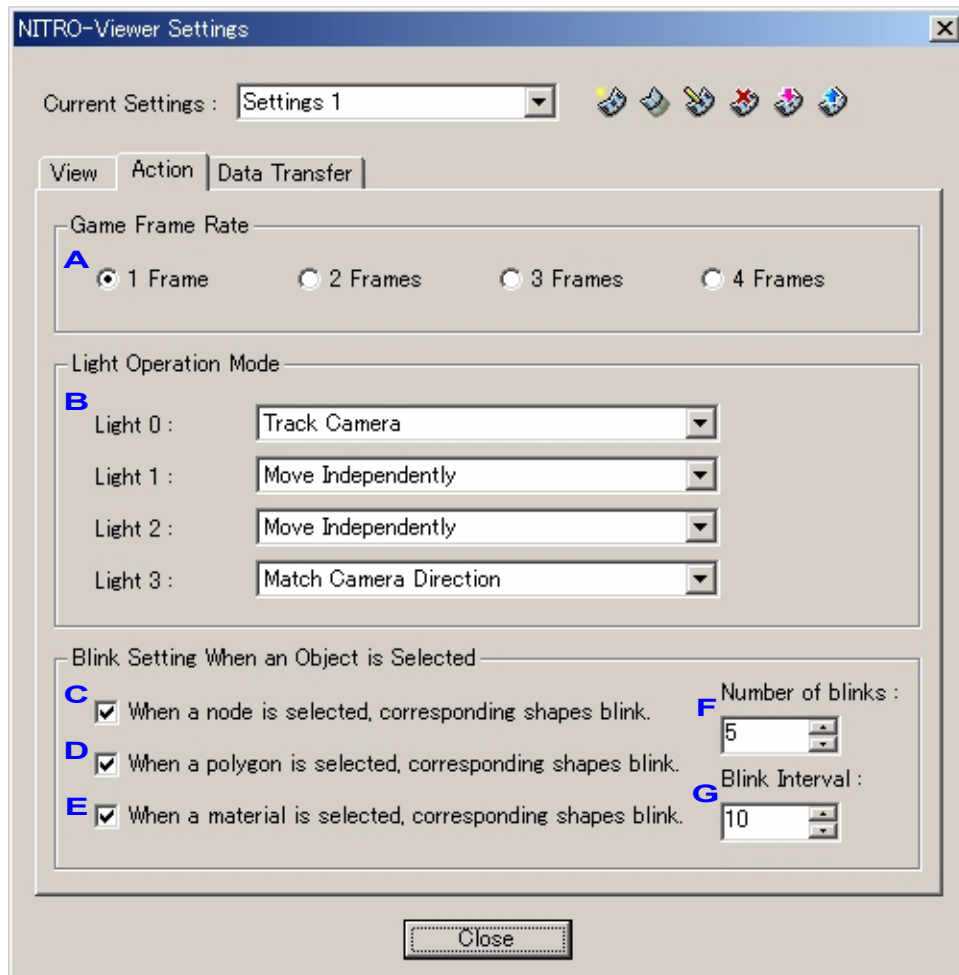 NITRO-Viewer Settings
Current Settings : Settings 1
View Action Data Transfer
Game Frame Rate
A
1 Frame 2 Frames 3 Frames 4 Frames
Light Operation Mode
B
Light 0 : Track Camera
Light 1 : Move Independently
Light 2 : Move Independently
Light 3 : Match Camera Direction
Blink Setting When an Object is Selected
C When a node is selected, corresponding shapes blink.
D When a polygon is selected, corresponding shapes blink.
E When a material is selected, corresponding shapes blink.
F Number of blinks :
5
G Blink Interval :
10
Close